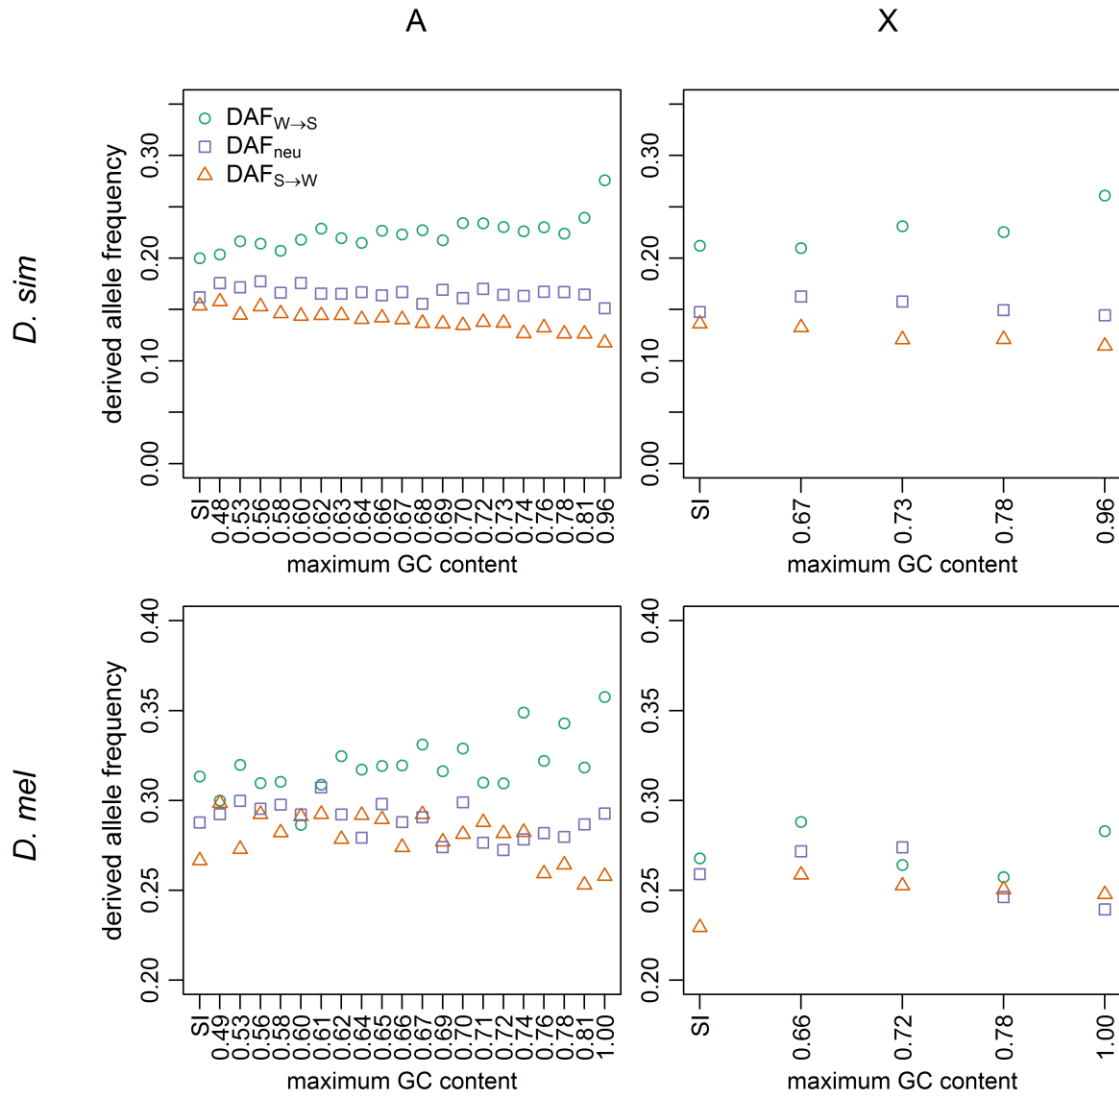 A
X
D. sim
derived allele frequency
0.00 0.10 0.20 0.30
DAF W→S
DAF neu
DAF S→W
SI 0.48 0.53 0.56 0.58 0.60 0.62 0.63 0.64 0.66 0.67 0.68 0.69 0.70 0.72 0.73 0.74 0.76 0.78 0.81 0.96
maximum GC content
0.00 0.10 0.20 0.30
SI 0.67 0.73 0.78 0.96
maximum GC content
D. mel
derived allele frequency
0.20 0.25 0.30 0.35 0.40
SI 0.49 0.53 0.56 0.58 0.60 0.61 0.62 0.64 0.65 0.66 0.67 0.69 0.70 0.71 0.72 0.74 0.76 0.78 0.81 1.00
maximum GC content
0.20 0.25 0.30 0.35 0.40
SI 0.66 0.72 0.78 1.00
maximum GC content